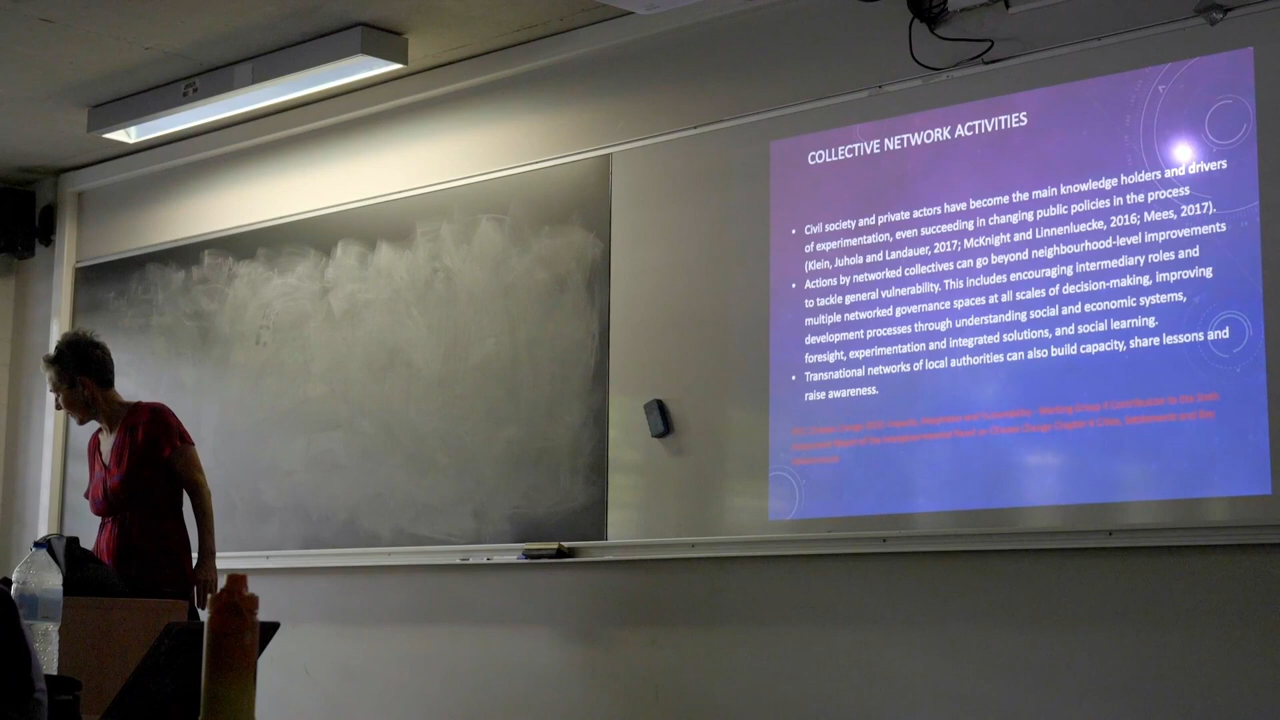 COLLECTIVE NETWORK ACTIVITIES
• Civil society and private actors have become the main knowledge holders and drivers
of experimentation, even succeeding in changing public policies in the process
(Klein, Juhola and Landauer, 2017; McKnight and Linnenluecke, 2016; Mees, 2017).
• Actions by networked collectives can go beyond neighbourhood-level improvements
to tackle general vulnerability. This includes encouraging intermediary roles and
multiple networked governance spaces at all scales of decision-making, improving
development processes through understanding social and economic systems,
foresight, experimentation and integrated solutions, and social learning.
• Transnational networks of local authorities can also build capacity, share lessons and
raise awareness.